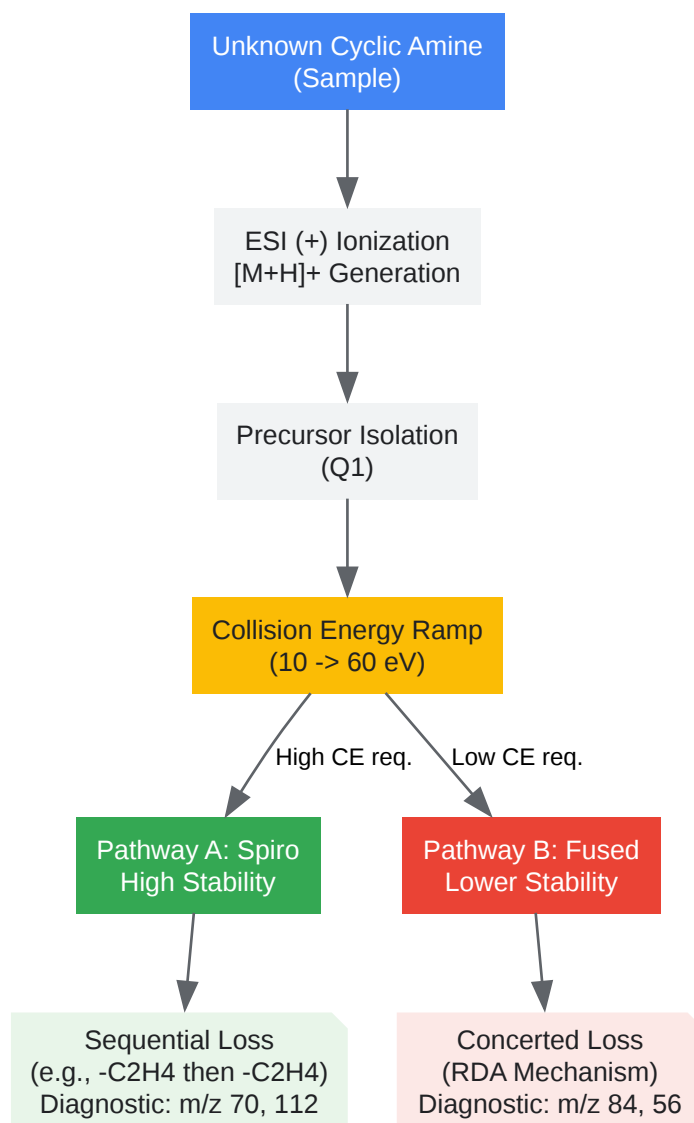 Unknown Cyclic Amine
(Sample)
ESI (+) Ionization
[M+H]+ Generation
Precursor Isolation
(Q1)
Collision Energy Ramp
(10 -> 60 eV)
High CE req.
Low CE req.
Pathway A: Spiro
High Stability
Pathway B: Fused
Lower Stability
Sequential Loss
(e.g., -C2H4 then -C2H4)
Diagnostic: m/z 70, 112
Concerted Loss
(RDA Mechanism)
Diagnostic: m/z 84, 56